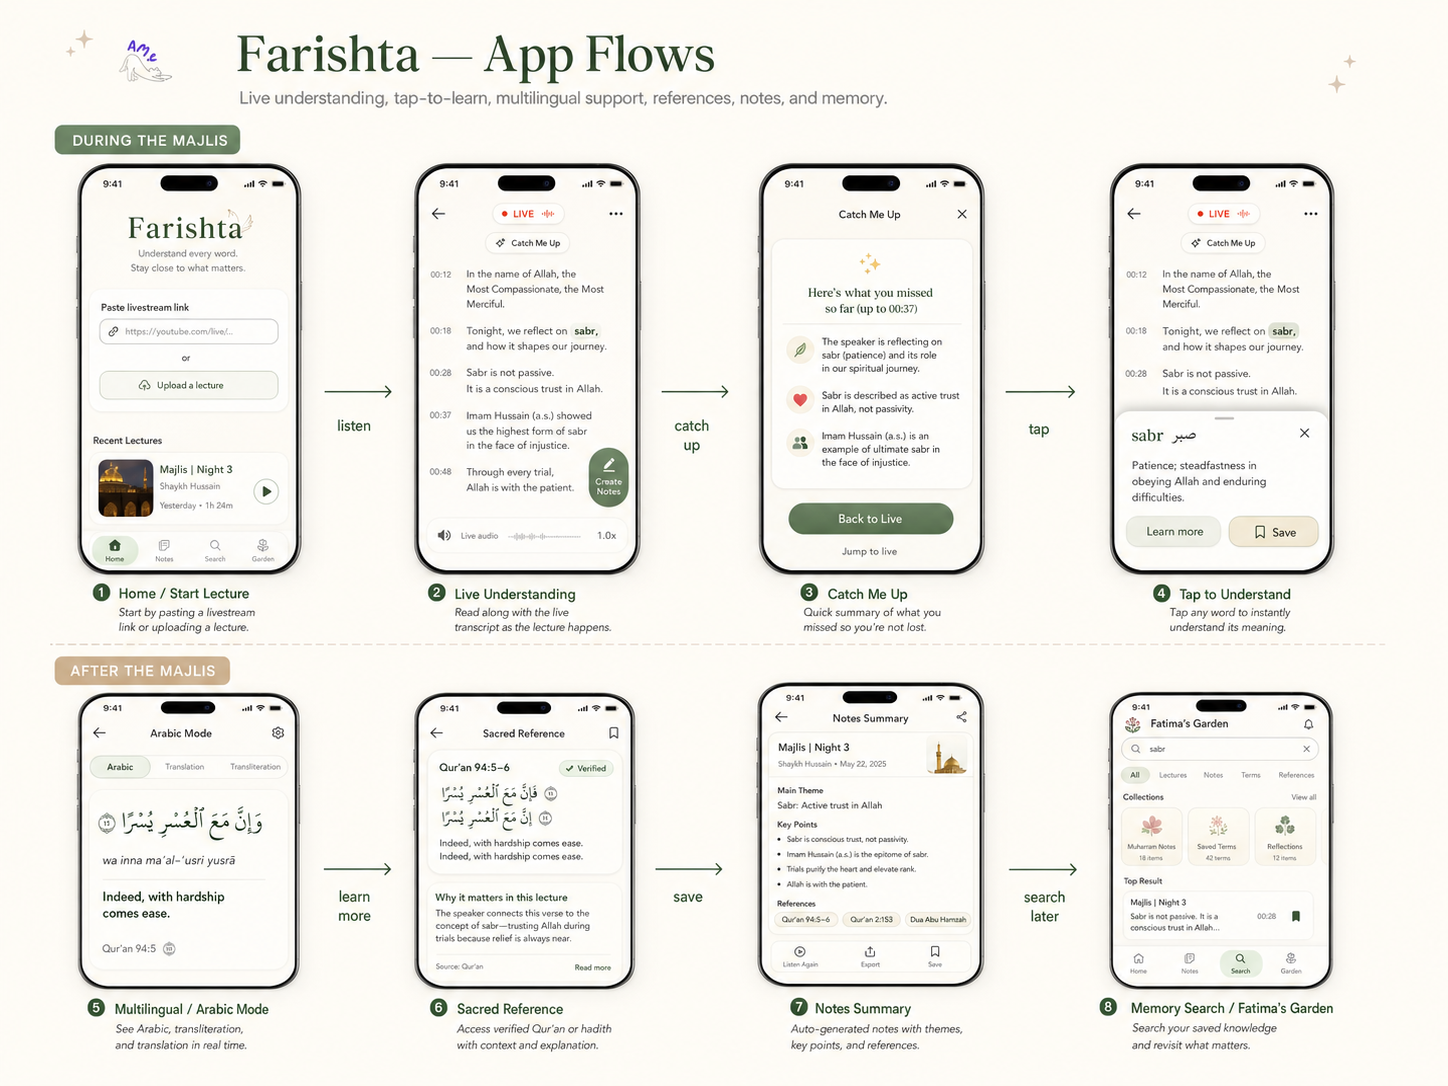 Ame
Farishta — App Flows
Live understanding, tap-to-learn, multilingual support, references, notes, and memory.
DURING THE MAJLIS
9:41
Farishta
Understand every word.
Stay close to what matters.
Paste livestream link
https://youtube.com/live/...
or
Upload a lecture
Recent Lectures
Majlis | Night 3
Shaykh Hussain
Yesterday • 1h 24m
Home Notes Search Garden
1 Home / Start Lecture
Start by pasting a livestream
link or uploading a lecture.
listen
9:41
LIVE
Catch Me Up
00:12 In the name of Allah, the
Most Compassionate, the Most
Merciful.
00:18 Tonight, we reflect on sabr,
and how it shapes our journey.
00:28 Sabr is not passive.
It is a conscious trust in Allah.
00:37 Imam Hussain (a.s.) showed
us the highest form of sabr
in the face of injustice.
00:48 Through every trial,
Allah is with the patient.
Create
Notes
Live audio 1.0x
2 Live Understanding
Read along with the live
transcript as the lecture happens.
catch
up
9:41
Catch Me Up
Here's what you missed
so far (up to 00:37)
The speaker is reflecting on
sabr (patience) and its role
in our spiritual journey.
Sabr is described as active trust
in Allah, not passivity.
Imam Hussain (a.s.) is an
example of ultimate sabr in
the face of injustice.
Back to Live
Jump to live
3 Catch Me Up
Quick summary of what you
missed so you're not lost.
tap
9:41
LIVE
Catch Me Up
00:12 In the name of Allah, the
Most Compassionate, the Most
Merciful.
00:18 Tonight, we reflect on sabr,
and how it shapes our journey.
00:28 Sabr is not passive.
It is a conscious trust in Allah.
sabr صبر
Patience; steadfastness in
obeying Allah and enduring
difficulties.
Learn more Save
4 Tap to Understand
Tap any word to instantly
understand its meaning.
AFTER THE MAJLIS
9:41
Arabic Mode
Arabic Translation Transliteration
وَإِنَّ مَعَ ٱلْعُسْرِ يُسْرًا
wa inna ma'al-'usri yusrā
Indeed, with hardship
comes ease.
Qur'an 94:5
5 Multilingual / Arabic Mode
See Arabic, transliteration,
and translation in real time.
learn
more
9:41
Sacred Reference
Qur'an 94:5–6 Verified
فَإِنَّ مَعَ ٱلْعُسْرِ يُسْرًا
إِنَّ مَعَ ٱلْعُسْرِ يُسْرًا
Indeed, with hardship comes ease.
Indeed, with hardship comes ease.
Why it matters in this lecture
The speaker connects this verse to the
concept of sabr—trusting Allah during
trials because relief is always near.
Source: Qur'an Read more
6 Sacred Reference
Access verified Qur'an or hadith
with context and explanation.
save
9:41
Notes Summary
Majlis | Night 3
Shaykh Hussain • May 22, 2025
Main Theme
Sabr: Active trust in Allah
Key Points
• Sabr is conscious trust, not passivity.
• Imam Hussain (a.s.) is the epitome of sabr.
• Trials purify the heart and elevate rank.
• Allah is with the patient.
References
Qur'an 94:5–6 Qur'an 2:153 Dua Abu Hamzah
Listen Again Export Save
7 Notes Summary
Auto-generated notes with themes,
key points, and references.
search
later
9:41
Fatima's Garden
sabr
All Lectures Notes Terms References
Collections View all
Muharram Notes Saved Terms Reflections
18 items 42 terms 12 items
Top Result
Majlis | Night 3
Sabr is not passive. It is a 00:28
conscious trust in Allah...
Home Notes Search Garden
8 Memory Search / Fatima's Garden
Search your saved knowledge
and revisit what matters.